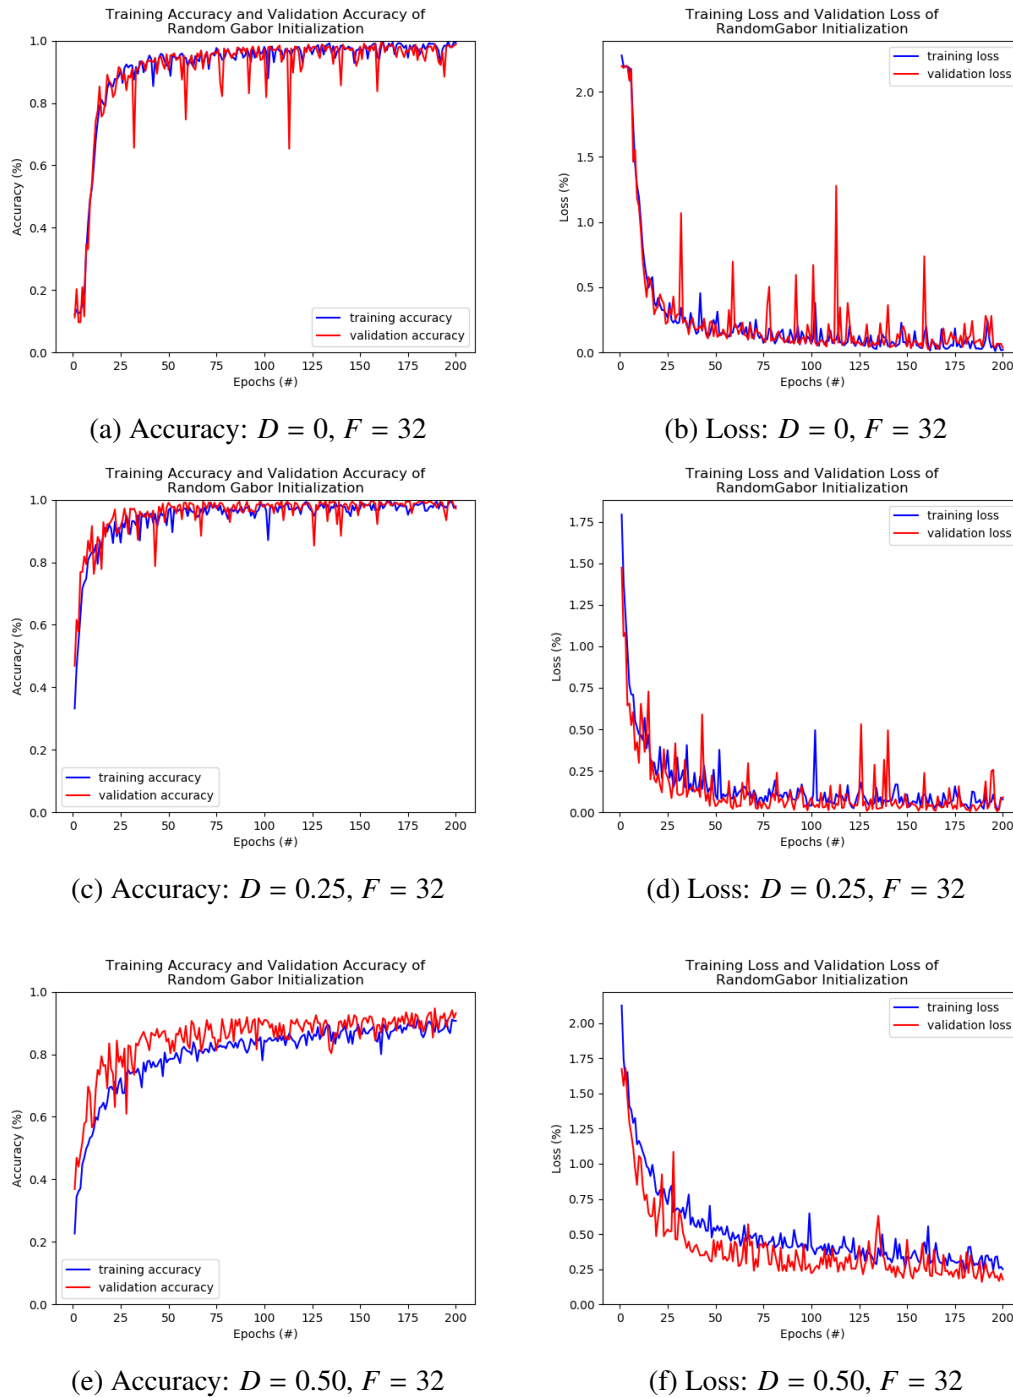 Training Accuracy and Validation Accuracy of
Random Gabor Initialization
1.0
0.8
0.6
0.4
0.2
0.0
Accuracy (%)
training accuracy
validation accuracy
0 25 50 75 100 125 150 175 200
Epochs (#)
(a) Accuracy: D = 0, F = 32
Training Loss and Validation Loss of
RandomGabor Initialization
2.0
1.5
1.0
0.5
0.0
Loss (%)
training loss
validation loss
0 25 50 75 100 125 150 175 200
Epochs (#)
(b) Loss: D = 0, F = 32
Training Accuracy and Validation Accuracy of
Random Gabor Initialization
1.0
0.8
0.6
0.4
0.2
0.0
Accuracy (%)
training accuracy
validation accuracy
0 25 50 75 100 125 150 175 200
Epochs (#)
(c) Accuracy: D = 0.25, F = 32
Training Loss and Validation Loss of
RandomGabor Initialization
1.75
1.50
1.25
1.00
0.75
0.50
0.25
0.00
Loss (%)
training loss
validation loss
0 25 50 75 100 125 150 175 200
Epochs (#)
(d) Loss: D = 0.25, F = 32
Training Accuracy and Validation Accuracy of
Random Gabor Initialization
1.0
0.8
0.6
0.4
0.2
0.0
Accuracy (%)
training accuracy
validation accuracy
0 25 50 75 100 125 150 175 200
Epochs (#)
(e) Accuracy: D = 0.50, F = 32
Training Loss and Validation Loss of
RandomGabor Initialization
2.00
1.75
1.50
1.25
1.00
0.75
0.50
0.25
0.00
Loss (%)
training loss
validation loss
0 25 50 75 100 125 150 175 200
Epochs (#)
(f) Loss: D = 0.50, F = 32